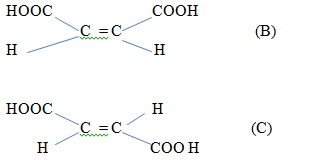 HOOC COOH
C = C (B)
H H
HOOC H
C = C (C)
H COO H